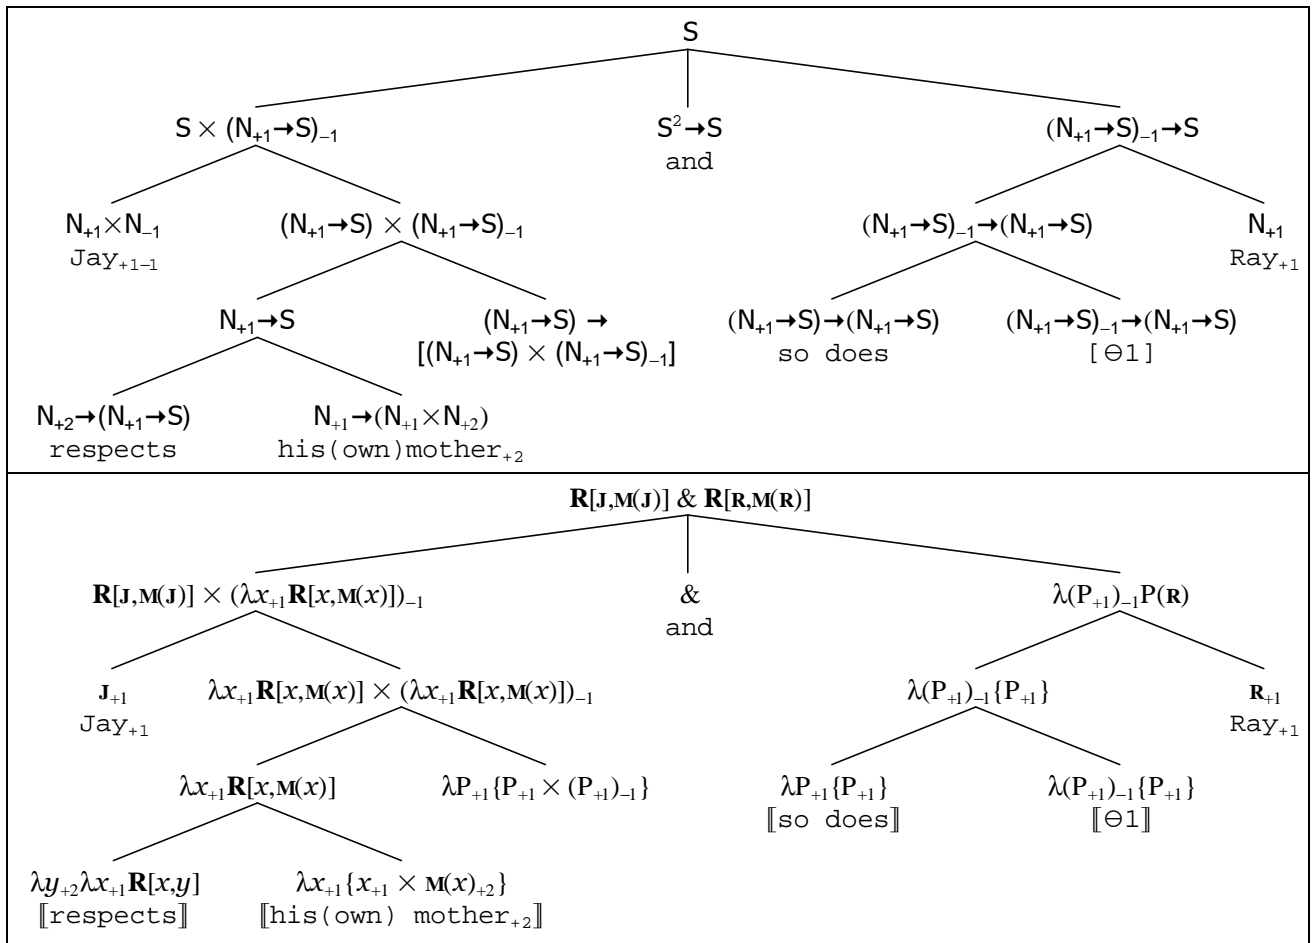 S
S × (N₊₁→S)₋₁ S²→S (N₊₁→S)₋₁→S
and
N₊₁×N₋₁ (N₊₁→S) × (N₊₁→S)₋₁ (N₊₁→S)₋₁→(N₊₁→S) N₊₁
Jay₊₁₋₁ Ray₊₁
N₊₁→S (N₊₁→S) → (N₊₁→S)→(N₊₁→S) (N₊₁→S)₋₁→(N₊₁→S)
[(N₊₁→S) × (N₊₁→S)₋₁] so does [⊖1]
N₊₂→(N₊₁→S) N₊₁→(N₊₁×N₊₂)
respects his(own)mother₊₂
R[J,M(J)] & R[R,M(R)]
R[J,M(J)] × (λx₊₁R[x,M(x)])₋₁ & λ(P₊₁)₋₁P(R)
and
J₊₁ λx₊₁R[x,M(x)] × (λx₊₁R[x,M(x)])₋₁ λ(P₊₁)₋₁{P₊₁} R₊₁
Jay₊₁ Ray₊₁
λx₊₁R[x,M(x)] λP₊₁{P₊₁ × (P₊₁)₋₁} λP₊₁{P₊₁} λ(P₊₁)₋₁{P₊₁}
⟦so does⟧ ⟦⊖1⟧
λy₊₂λx₊₁R[x,y] λx₊₁{x₊₁ × M(x)₊₂}
⟦respects⟧ ⟦his(own) mother₊₂⟧